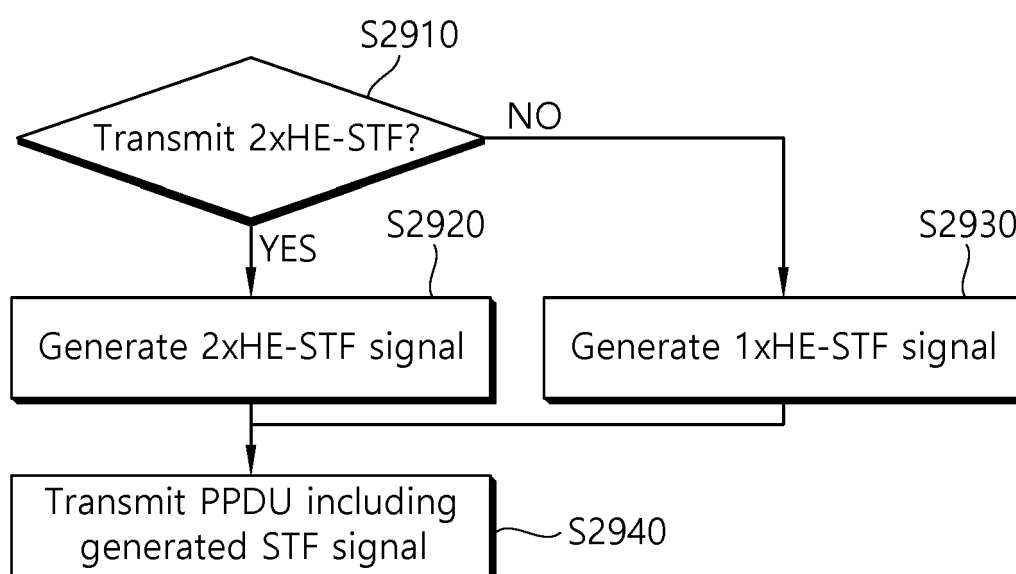 S2910
Transmit 2xHE-STF?
NO
YES
S2920
S2930
Generate 2xHE-STF signal
Generate 1xHE-STF signal
Transmit PPDU including
generated STF signal
S2940